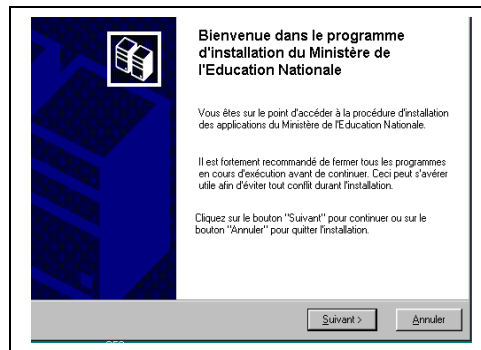 Bienvenue dans le programme
d'installation du Ministère de
l'Education Nationale
Vous êtes sur le point d'accéder à la procédure d'installation
des applications du Ministère de l'Education Nationale.
Il est fortement recommandé de fermer tous les programmes
en cours d'exécution avant de continuer. Ceci peut s'avérer
utile afin d'éviter tout conflit durant l'installation.
Cliquez sur le bouton "Suivant" pour continuer ou sur le
bouton "Annuler" pour quitter l'installation.
Suivant > Annuler